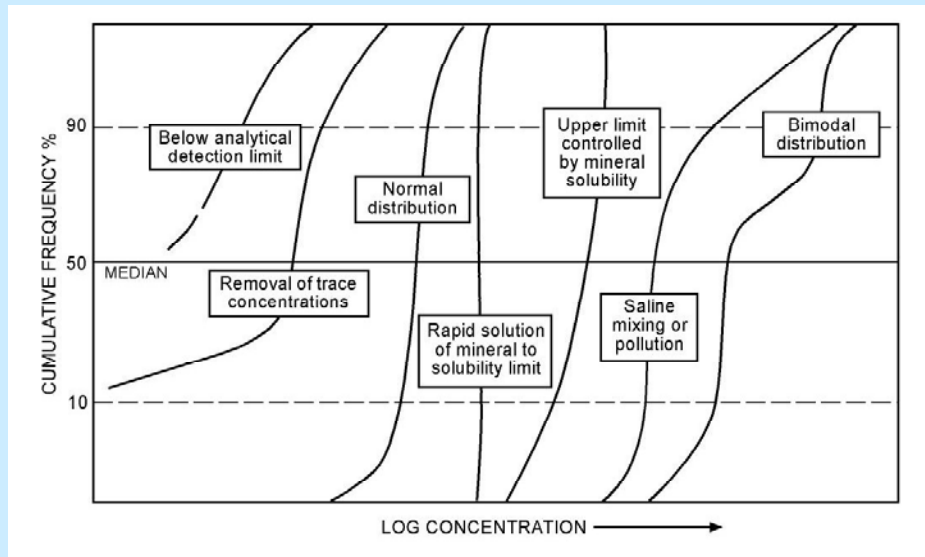 CUMULATIVE FREQUENCY %
90
50
10
MEDIAN
Below analytical
detection limit
Removal of trace
concentrations
Normal
distribution
Rapid solution
of mineral to
solubility limit
Upper limit
controlled
by mineral
solubility
Saline
mixing or
pollution
Bimodal
distribution
LOG CONCENTRATION